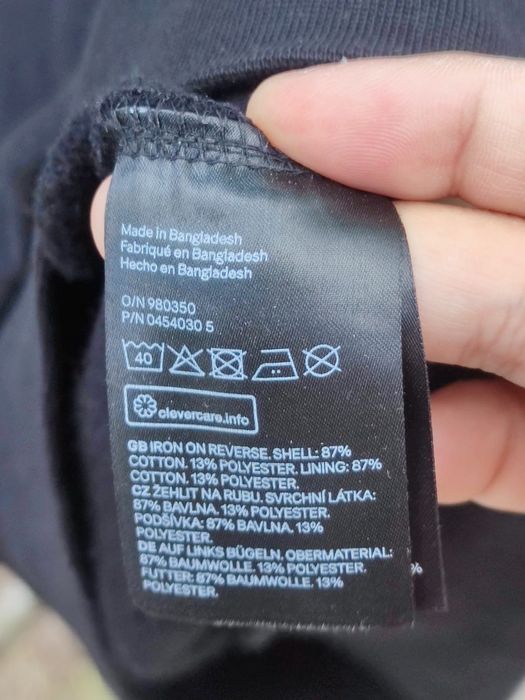 Made in Bangladesh
Fabriqué en Bangladesh
Hecho en Bangladesh
O/N 980350
P/N 0454030 5
40
clevercare.info
GB IRON ON REVERSE. SHELL: 87%
COTTON. 13% POLYESTER. LINING: 87%
COTTON. 13% POLYESTER.
CZ ŽEHLIT NA RUBU. SVRCHNÍ LÁTKA:
87% BAVLNA. 13% POLYESTER.
PODŠÍVKA: 87% BAVLNA. 13%
POLYESTER.
DE AUF LINKS BÜGELN. OBERMATERIAL:
87% BAUMWOLLE. 13% POLYESTER.
FUTTER: 87% BAUMWOLLE. 13%
POLYESTER.
%